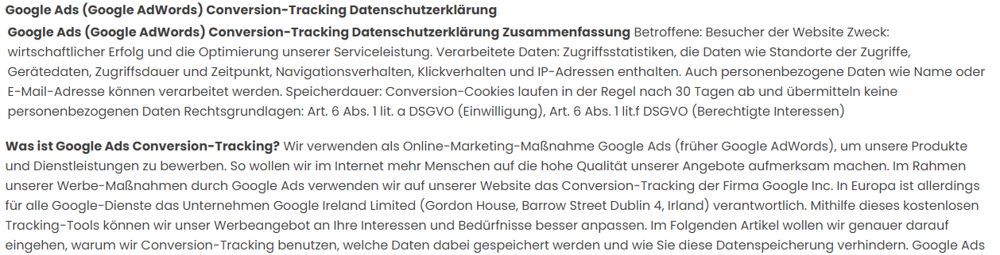 Google Ads (Google AdWords) Conversion-Tracking Datenschutzerklärung
Google Ads (Google AdWords) Conversion-Tracking Datenschutzerklärung Zusammenfassung Betroffene: Besucher der Website Zweck:
wirtschaftlicher Erfolg und die Optimierung unserer Serviceleistung. Verarbeitete Daten: Zugriffsstatistiken, die Daten wie Standorte der Zugriffe,
Gerätedaten, Zugriffsdauer und Zeitpunkt, Navigationsverhalten, Klickverhalten und IP-Adressen enthalten. Auch personenbezogene Daten wie Name oder
E-Mail-Adresse können verarbeitet werden. Speicherdauer: Conversion-Cookies laufen in der Regel nach 30 Tagen ab und übermitteln keine
personenbezogenen Daten Rechtsgrundlagen: Art. 6 Abs. 1 lit. a DSGVO (Einwilligung), Art. 6 Abs. 1 lit.f DSGVO (Berechtigte Interessen)
Was ist Google Ads Conversion-Tracking? Wir verwenden als Online-Marketing-Maßnahme Google Ads (früher Google AdWords), um unsere Produkte
und Dienstleistungen zu bewerben. So wollen wir im Internet mehr Menschen auf die hohe Qualität unserer Angebote aufmerksam machen. Im Rahmen
unserer Werbe-Maßnahmen durch Google Ads verwenden wir auf unserer Website das Conversion-Tracking der Firma Google Inc. In Europa ist allerdings
für alle Google-Dienste das Unternehmen Google Ireland Limited (Gordon House, Barrow Street Dublin 4, Irland) verantwortlich. Mithilfe dieses kostenlosen
Tracking-Tools können wir unser Werbeangebot an Ihre Interessen und Bedürfnisse besser anpassen. Im Folgenden Artikel wollen wir genauer darauf
eingehen, warum wir Conversion-Tracking benutzen, welche Daten dabei gespeichert werden und wie Sie diese Datenspeicherung verhindern. Google Ads